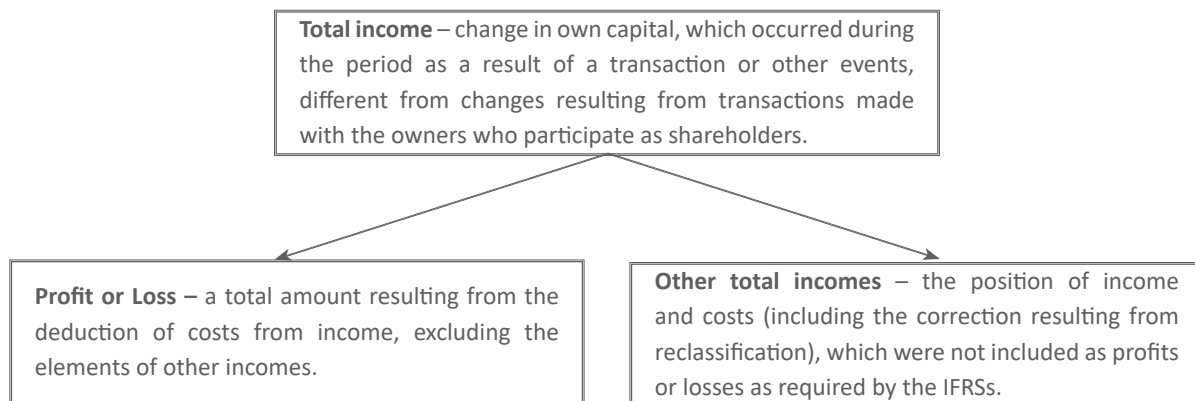 Total income – change in own capital, which occurred during
the period as a result of a transaction or other events,
different from changes resulting from transactions made
with the owners who participate as shareholders.
Profit or Loss – a total amount resulting from the
deduction of costs from income, excluding the
elements of other incomes.
Other total incomes – the position of income
and costs (including the correction resulting from
reclassification), which were not included as profits
or losses as required by the IFRSs.